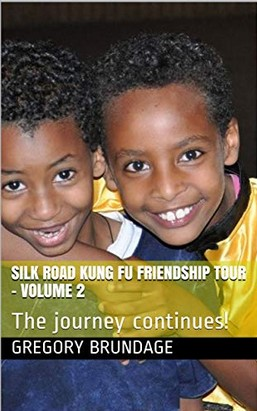 SILK ROAD KUNG FU FRIENDSHIP TOUR
- VOLUME 2
The journey continues!
GREGORY BRUNDAGE